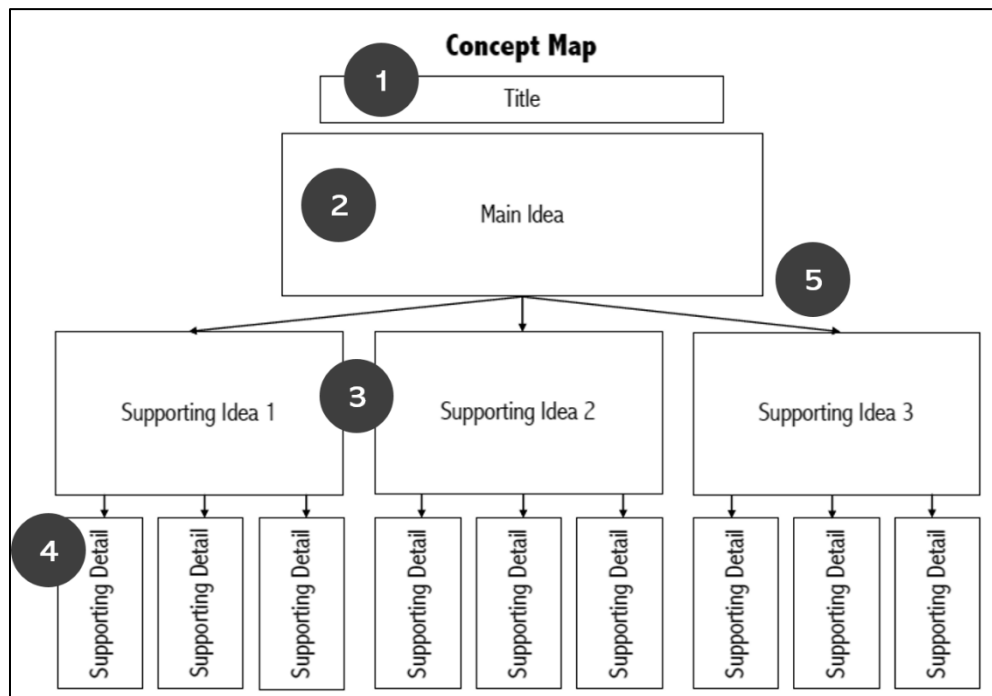 Concept Map
1
Title
2
Main Idea
5
Supporting Idea 1
3
Supporting Idea 2
Supporting Idea 3
4
Supporting Detail
Supporting Detail
Supporting Detail
Supporting Detail
Supporting Detail
Supporting Detail
Supporting Detail
Supporting Detail
Supporting Detail